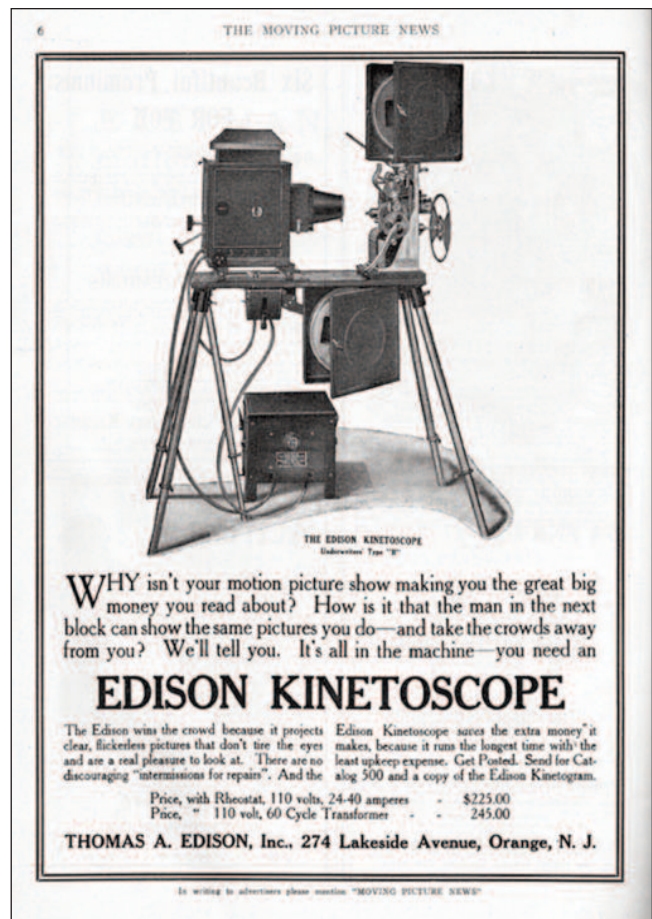 6
THE MOVING PICTURE NEWS
THE EDISON KINETOSCOPE
Underwriters' Type "B"
WHY isn't your motion picture show making you the great big
money you read about? How is it that the man in the next
block can show the same pictures you do—and take the crowds away
from you? We'll tell you. It's all in the machine—you need an
EDISON KINETOSCOPE
The Edison wins the crowd because it projects
clear, flickerless pictures that don't tire the eyes
and are a real pleasure to look at. There are no
discouraging "intermissions for repairs". And the
Edison Kinetoscope saves the extra money it
makes, because it runs the longest time with the
least upkeep expense. Get Posted. Send for Cat-
alog 500 and a copy of the Edison Kinetogram.
Price, with Rheostat, 110 volts, 24-40 amperes - $225.00
Price, " 110 volt, 60 Cycle Transformer - - 245.00
THOMAS A. EDISON, Inc., 274 Lakeside Avenue, Orange, N. J.
In writing to advertisers please mention "MOVING PICTURE NEWS"